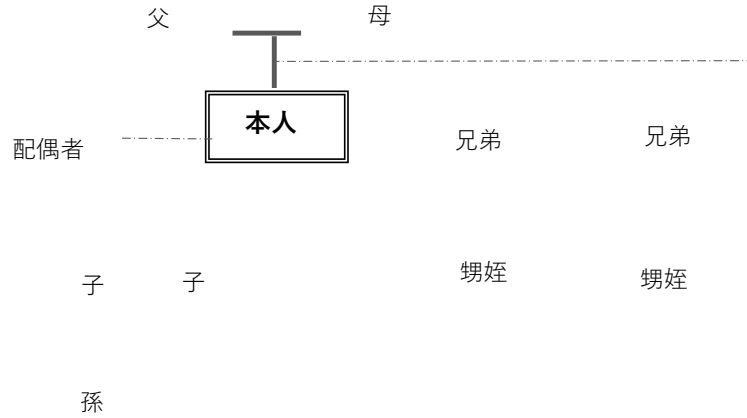 父 母
本人
配偶者 兄弟 兄弟
子 子 甥姪 甥姪
孫